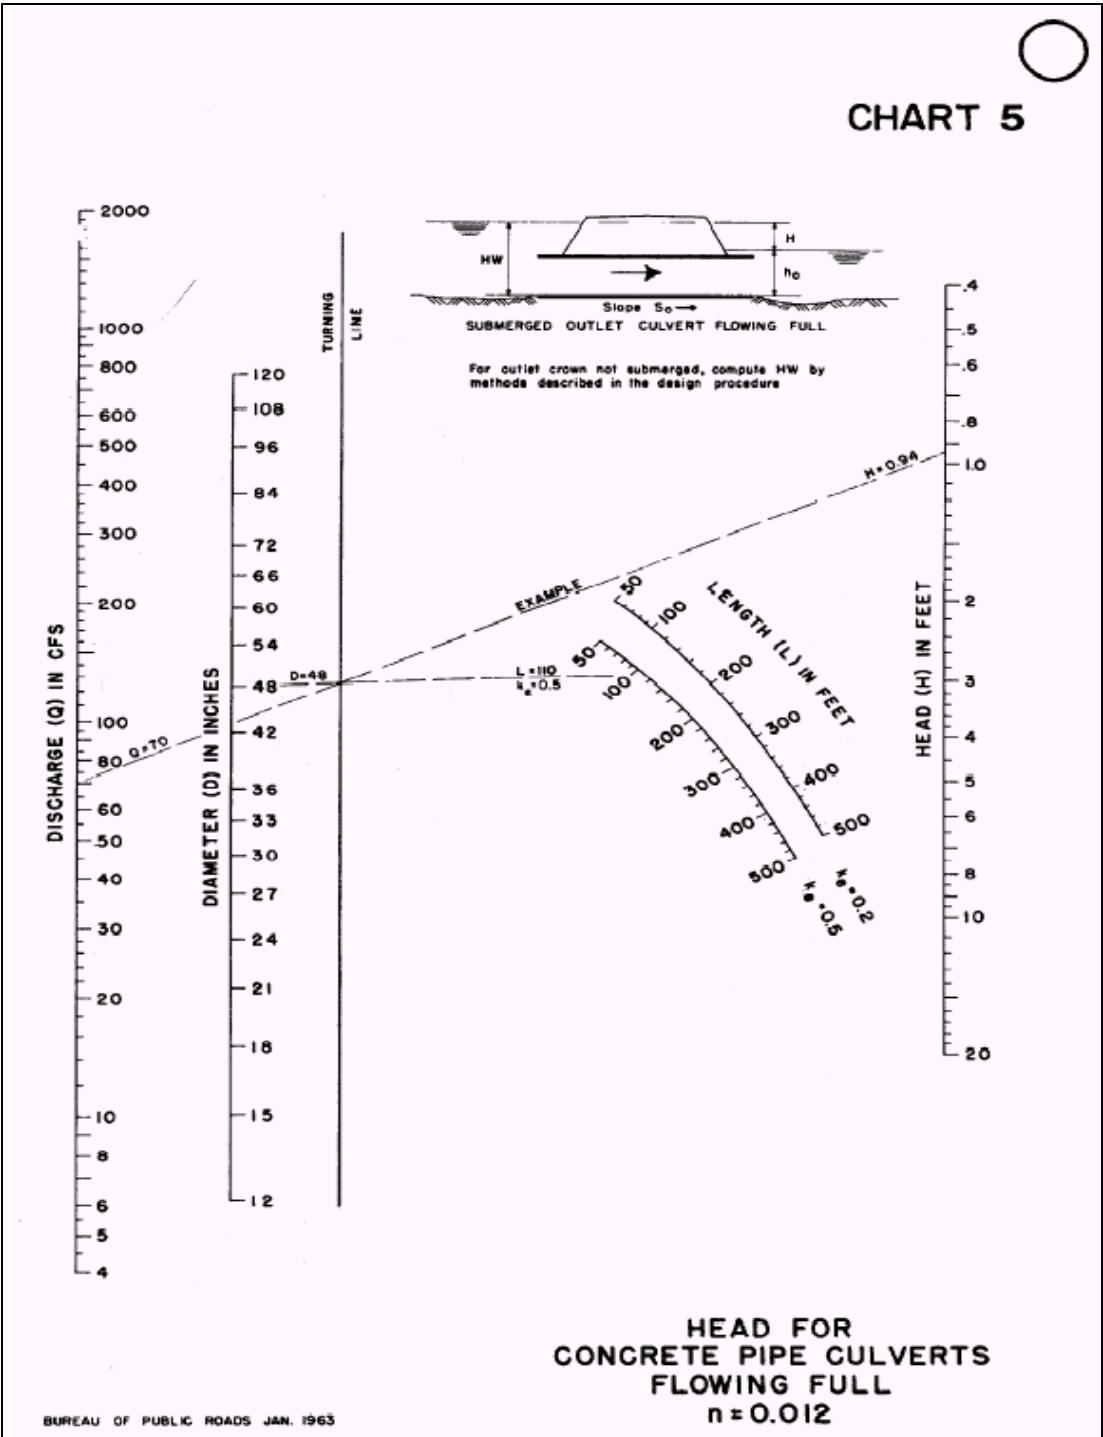 CHART 5
2000
1000
800
600
500
400
300
200
100
80
60
50
40
30
20
10
8
6
5
4
DISCHARGE (Q) IN CFS
Q=70
120
108
96
84
72
66
60
54
48
42
36
33
30
27
24
21
18
15
12
DIAMETER (D) IN INCHES
D=48
TURNING
LINE
HW
H
ho
Slope So
SUBMERGED OUTLET CULVERT FLOWING FULL
For outlet crown not submerged, compute HW by
methods described in the design procedure
EXAMPLE
H=0.94
L=110
ke=0.5
50
100
200
300
400
500
ke=0.2
LENGTH (L) IN FEET
50
100
200
300
400
500
ke=0.5
.4
.5
.6
.8
1.0
2
3
4
5
6
8
10
20
HEAD (H) IN FEET
HEAD FOR
CONCRETE PIPE CULVERTS
FLOWING FULL
n=0.012
BUREAU OF PUBLIC ROADS JAN. 1963